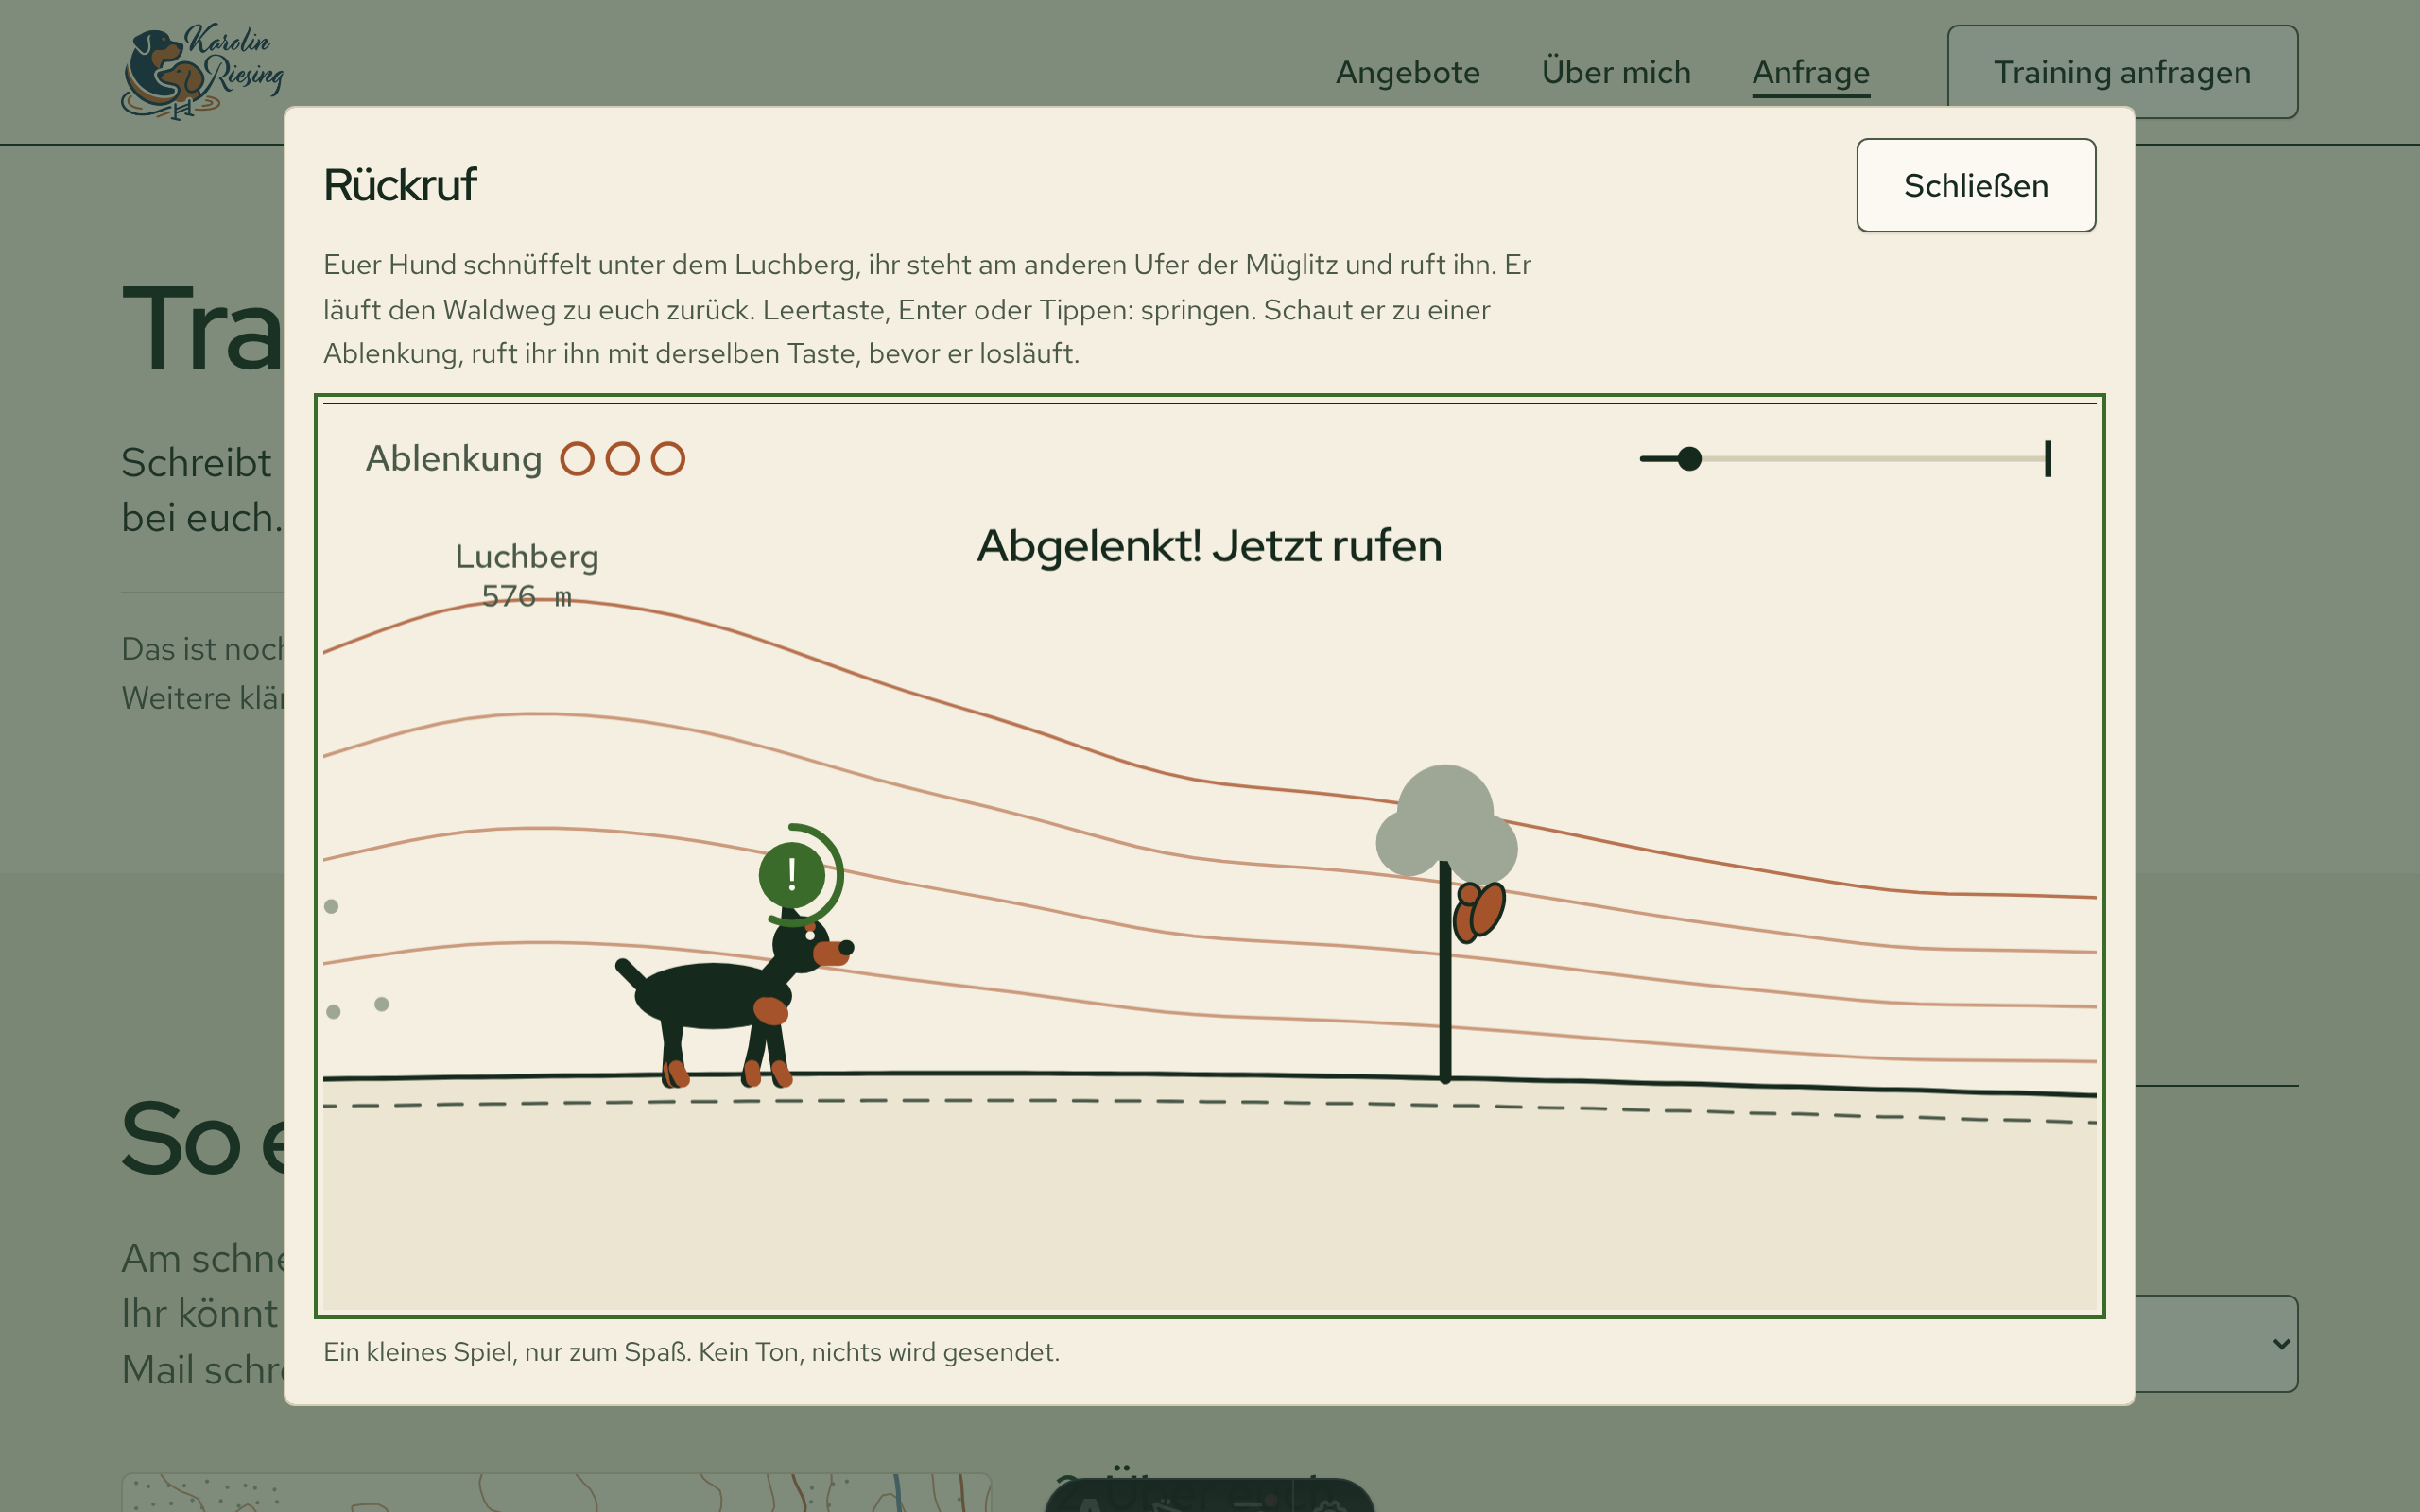 Karolin
Riesing
Angebote
Über mich
Anfrage
Training anfragen
Rückruf
Schließen
Euer Hund schnüffelt unter dem Luchberg, ihr steht am anderen Ufer der Müglitz und ruft ihn. Er
läuft den Waldweg zu euch zurück. Leertaste, Enter oder Tippen: springen. Schaut er zu einer
Ablenkung, ruft ihr ihn mit derselben Taste, bevor er losläuft.
Tra
Schreibt
bei euch.
Das ist noch
Weitere klär
Ablenkung
Abgelenkt! Jetzt rufen
Luchberg
576 m
!
So e
Am schne
Ihr könnt
Mail schre
Ein kleines Spiel, nur zum Spaß. Kein Ton, nichts wird gesendet.